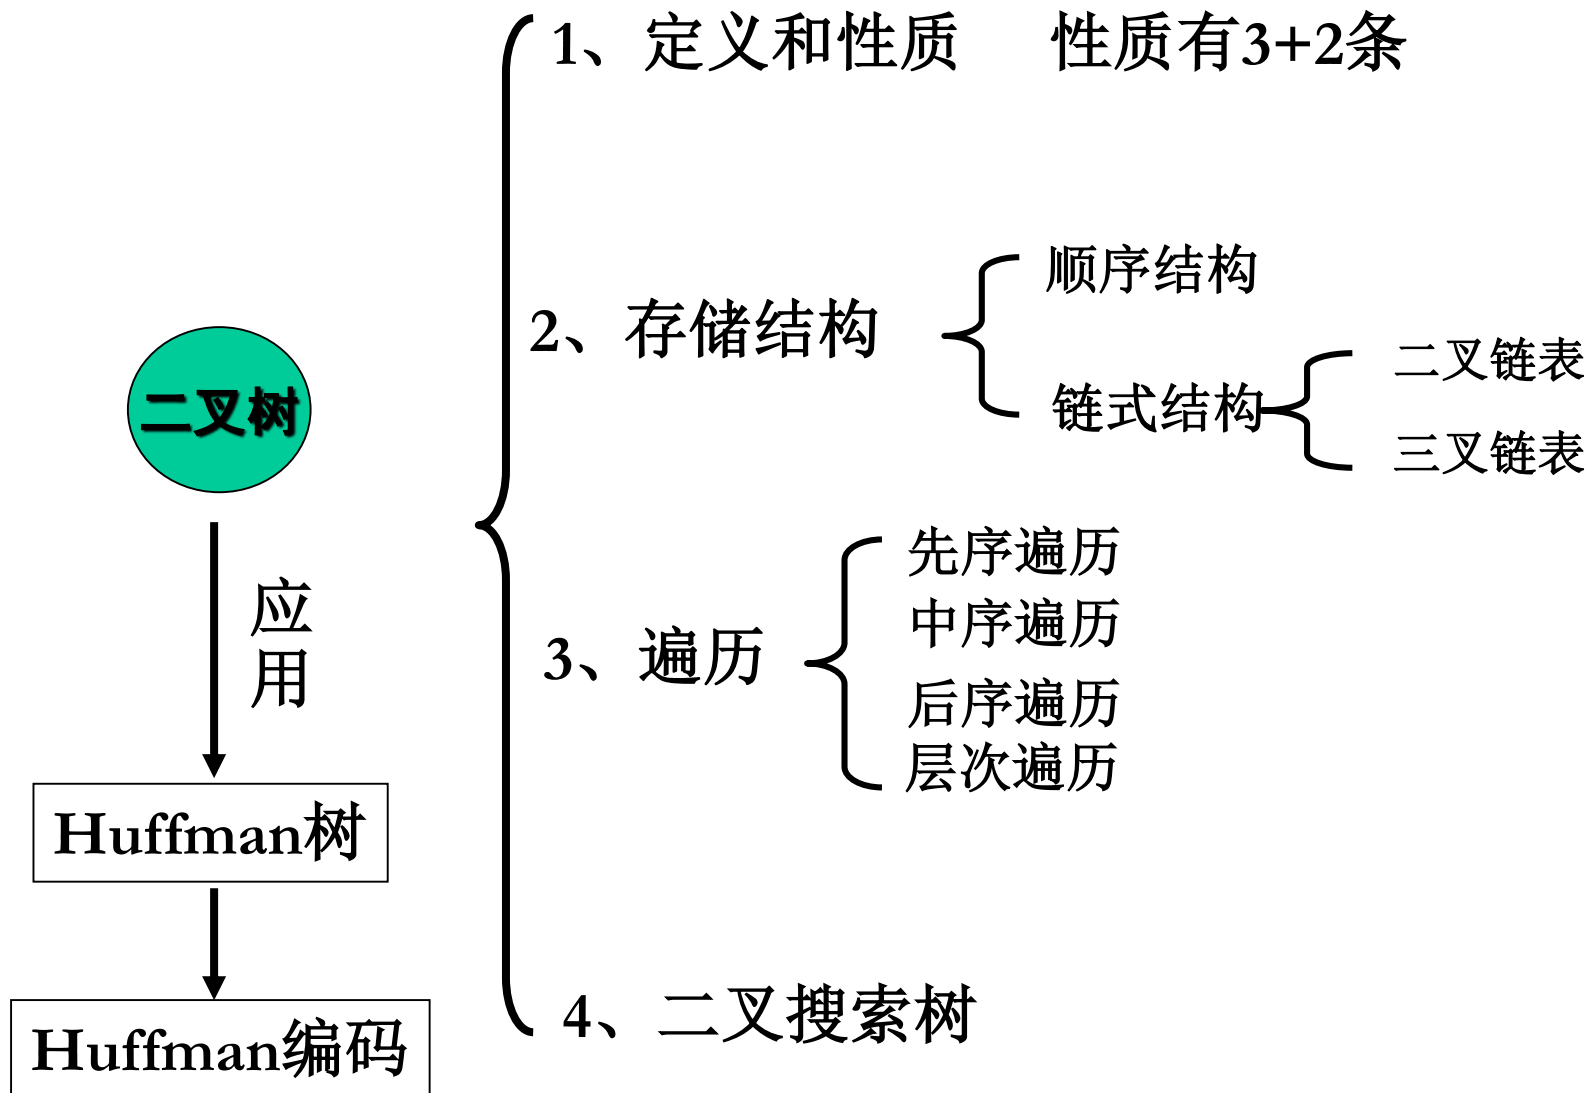 1、定义和性质 性质有3+2条
2、存储结构
顺序结构
链式结构
二叉链表
三叉链表
二叉树
应
用
3、遍历
先序遍历
中序遍历
后序遍历
层次遍历
Huffman树
Huffman编码
4、二叉搜索树